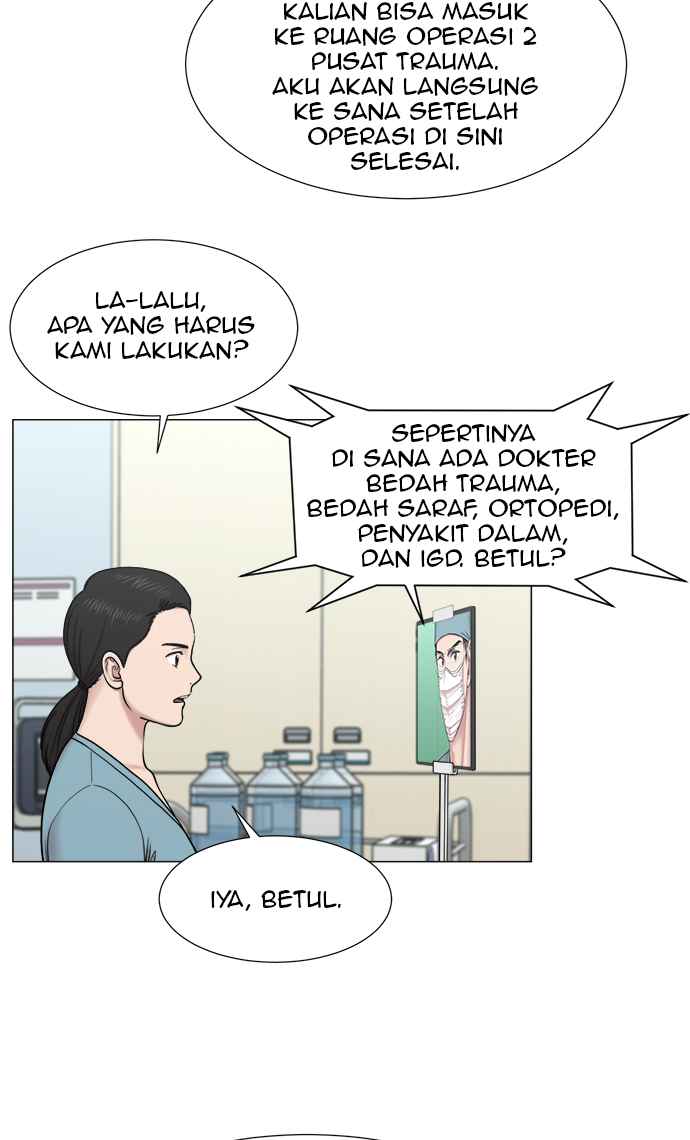 KALIAN BISA MASUK
KE RUANG OPERASI 2
PUSAT TRAUMA.
AKU AKAN LANGSUNG
KE SANA SETELAH
OPERASI DI SINI
SELESAI.
LA-LALU,
APA YANG HARUS
KAMI LAKUKAN?
SEPERTINYA
DI SANA ADA DOKTER
BEDAH TRAUMA,
BEDAH SARAF, ORTOPEDI,
PENYAKIT DALAM,
DAN IGD. BETUL?
IYA, BETUL.